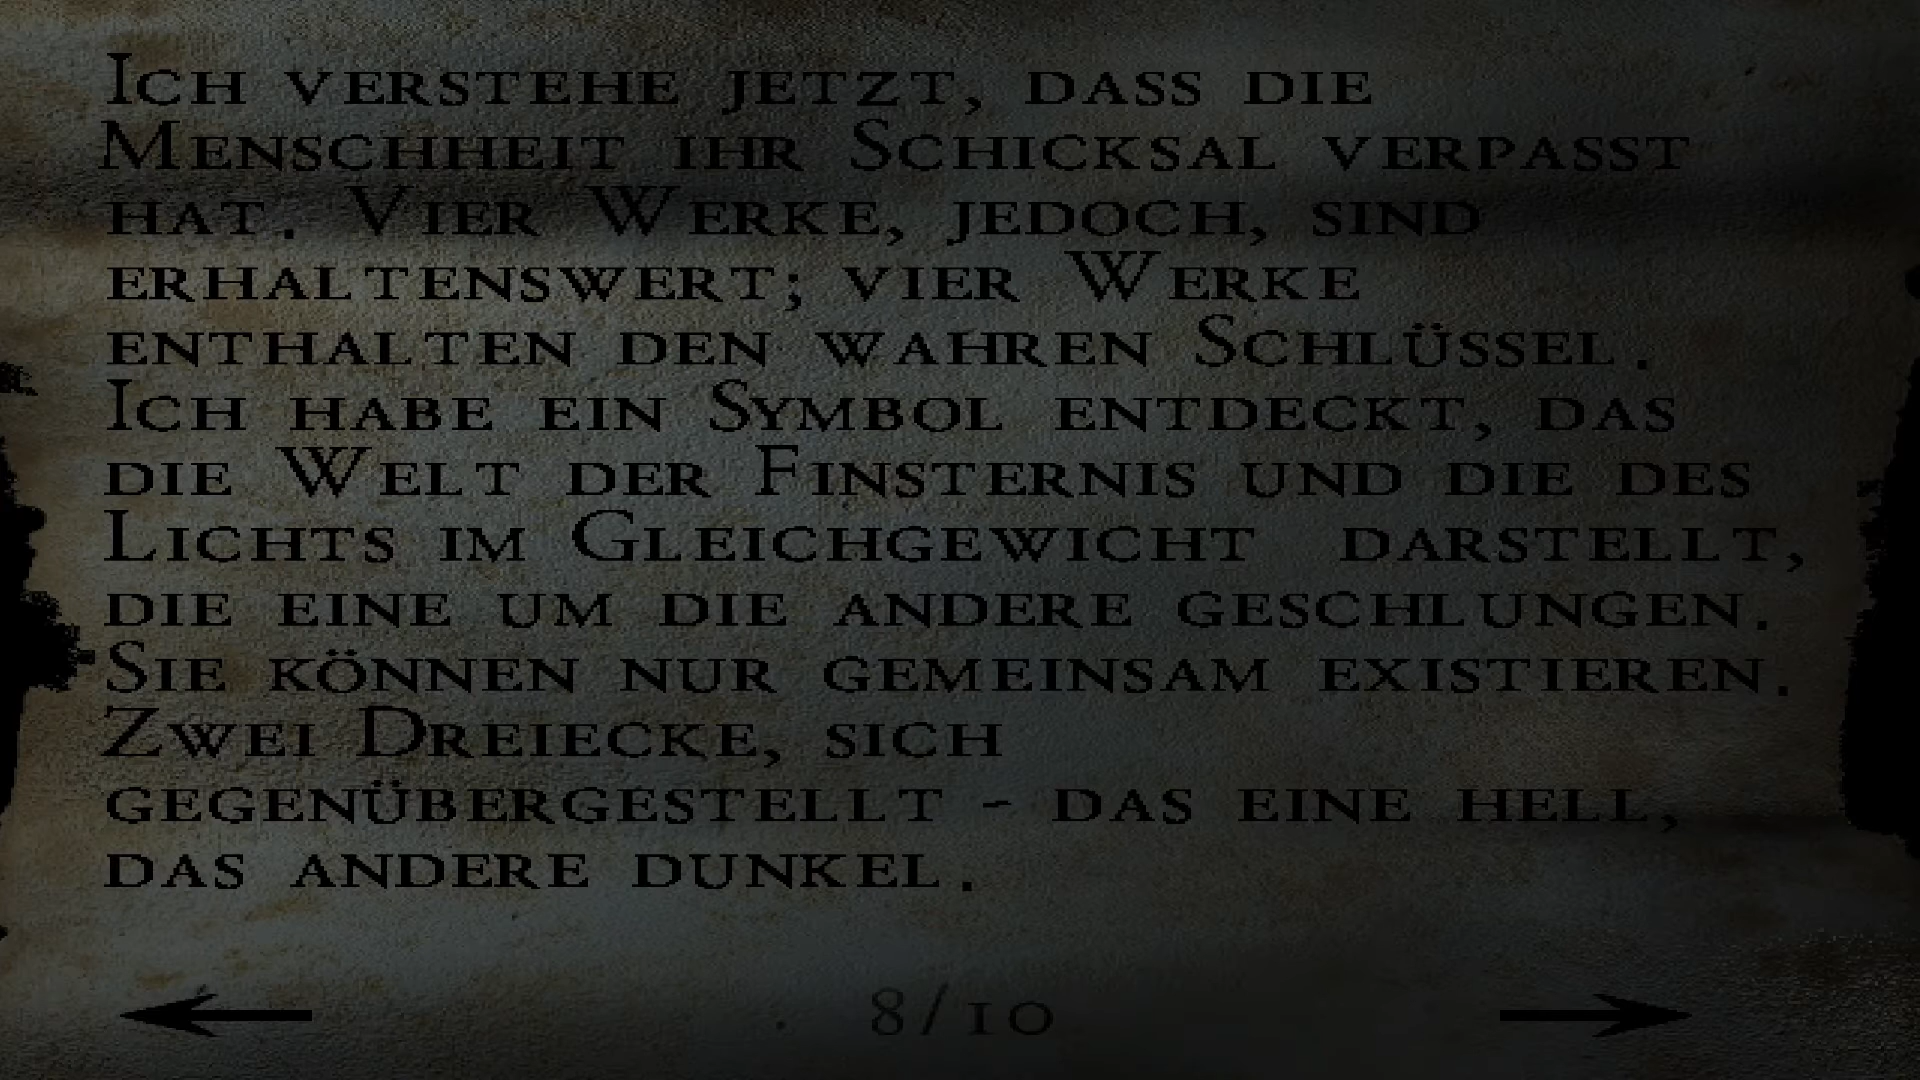 Ich verstehe jetzt, dass die
Menschheit ihr Schicksal verpasst
hat. Vier Werke, jedoch, sind
erhaltenswert; vier Werke
enthalten den wahren Schlüssel.
Ich habe ein Symbol entdeckt, das
die Welt der Finsternis und die des
Lichts im Gleichgewicht  darstellt,
die eine um die andere geschlungen.
Sie können nur gemeinsam existieren.
Zwei Dreiecke, sich
gegenübergestellt - das eine hell,
das andere dunkel.
8/10